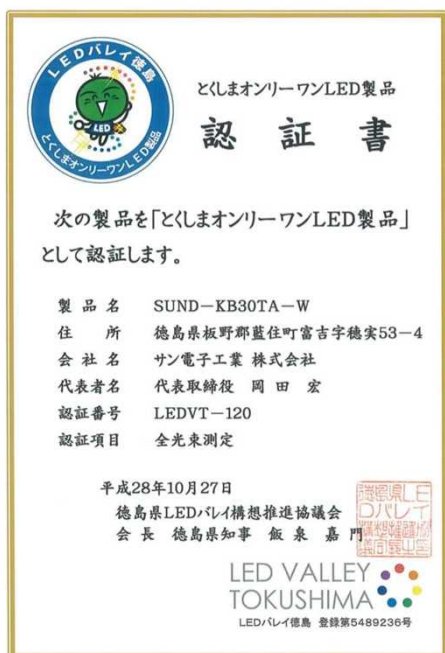 LEDバレイ徳島
LED
とくしまオンリーワンLED製品
とくしまオンリーワンLED製品
認証書
次の製品を「とくしまオンリーワンLED製品」
として認証します。
製品名 SUND-KB30TA-W
住所 徳島県板野郡藍住町富吉字穂実53-4
会社名 サン電子工業 株式会社
代表者名 代表取締役 岡田 宏
認証番号 LEDVT-120
認証項目 全光束測定
平成28年10月27日
徳島県LEDバレイ構想推進協議会
会長 徳島県知事 飯泉嘉門
LED VALLEY
TOKUSHIMA
LEDバレイ徳島 登録第5489236号